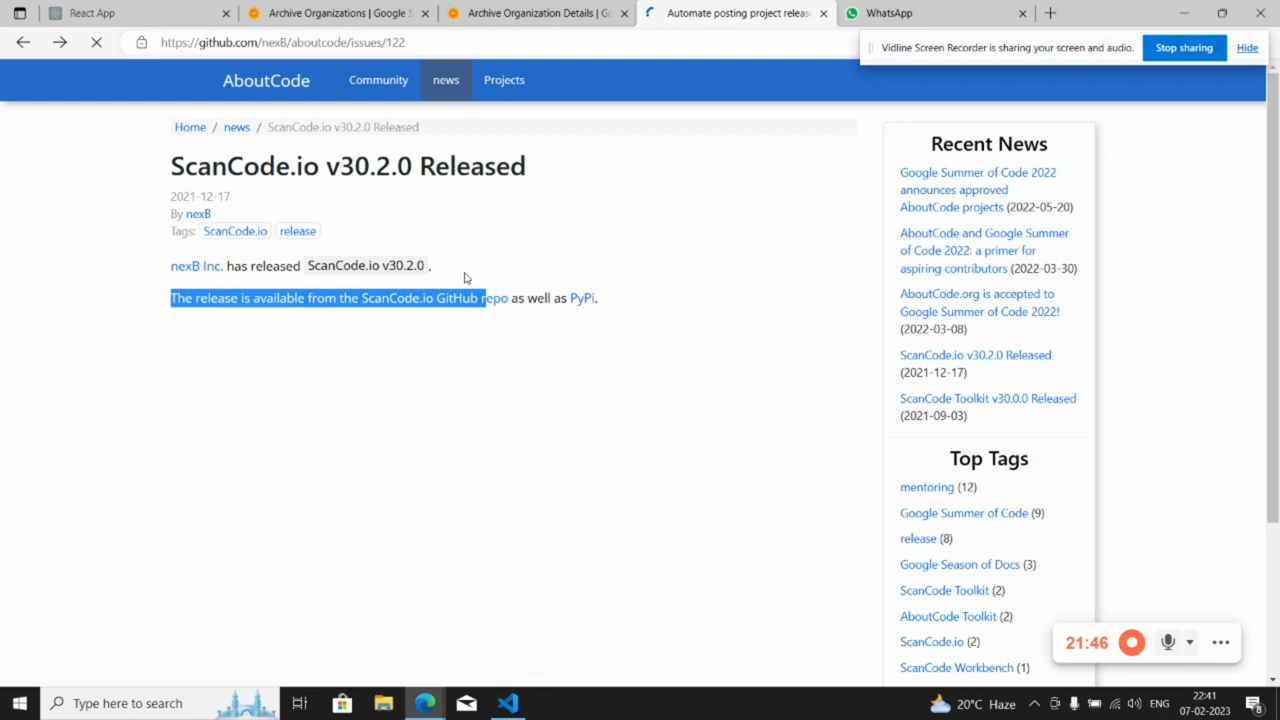 React App
Archive Organizations | Google S
Archive Organization Details | Go
Automate posting project releas
WhatsApp
https://github.com/nexB/aboutcode/issues/122
Vidline Screen Recorder is sharing your screen and audio.
Stop sharing
Hide
AboutCode
Community
news
Projects
Home / news / ScanCode.io v30.2.0 Released
ScanCode.io v30.2.0 Released
2021-12-17
By nexB
Tags: ScanCode.io release
nexB Inc. has released ScanCode.io v30.2.0 .
The release is available from the ScanCode.io GitHub repo as well as PyPi.
Recent News
Google Summer of Code 2022
announces approved
AboutCode projects (2022-05-20)
AboutCode and Google Summer
of Code 2022: a primer for
aspiring contributors (2022-03-30)
AboutCode.org is accepted to
Google Summer of Code 2022!
(2022-03-08)
ScanCode.io v30.2.0 Released
(2021-12-17)
ScanCode Toolkit v30.0.0 Released
(2021-09-03)
Top Tags
mentoring (12)
Google Summer of Code (9)
release (8)
Google Season of Docs (3)
ScanCode Toolkit (2)
AboutCode Toolkit (2)
ScanCode.io (2)
ScanCode Workbench (1)
21:46
Type here to search
20°C Haze
ENG
22:41
07-02-2023
8